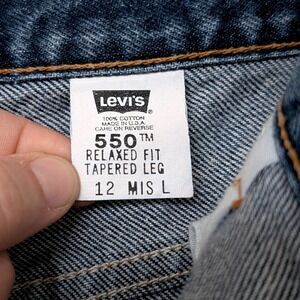 Levi's
100% COTTON
MADE IN U.S.A.
CARE ON REVERSE
550™
RELAXED FIT
TAPERED LEG
12 MIS L